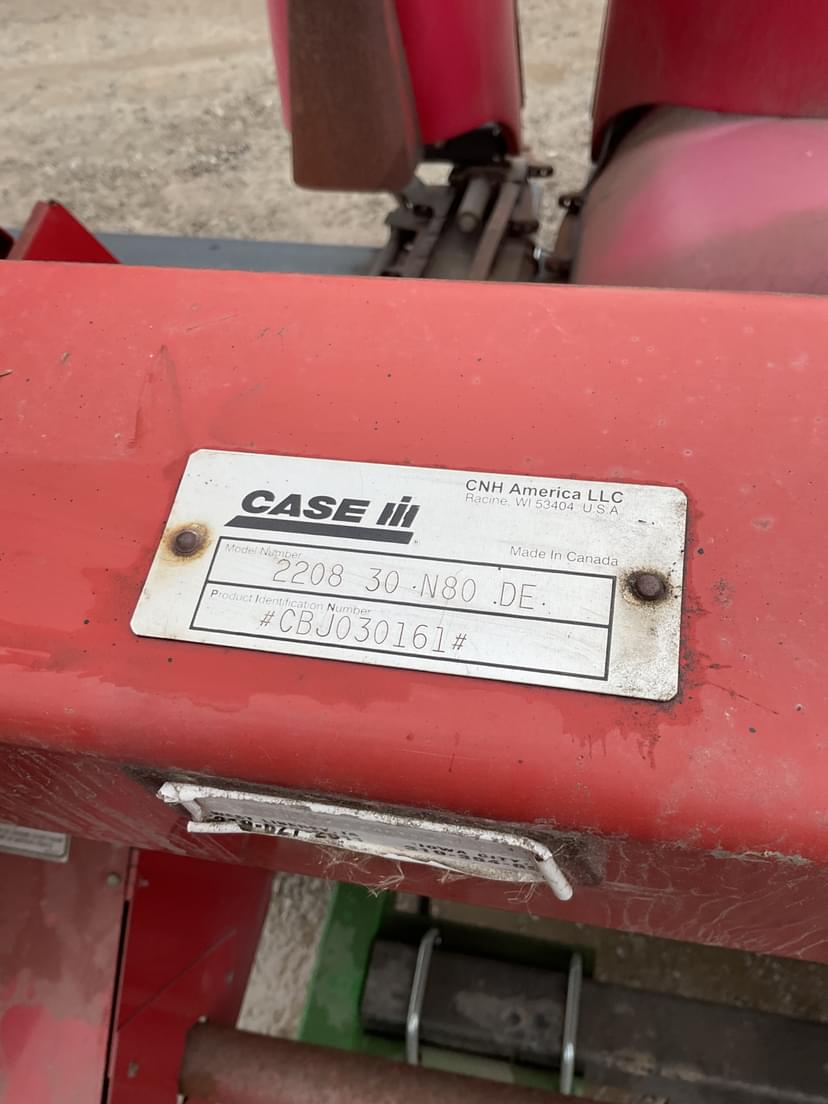 CASE IH
CNH America LLC
Racine, WI 53404 U.S.A
Made In Canada
Model Number
2208 30 N80 DE
Product Identification Number
#CBJ030161#